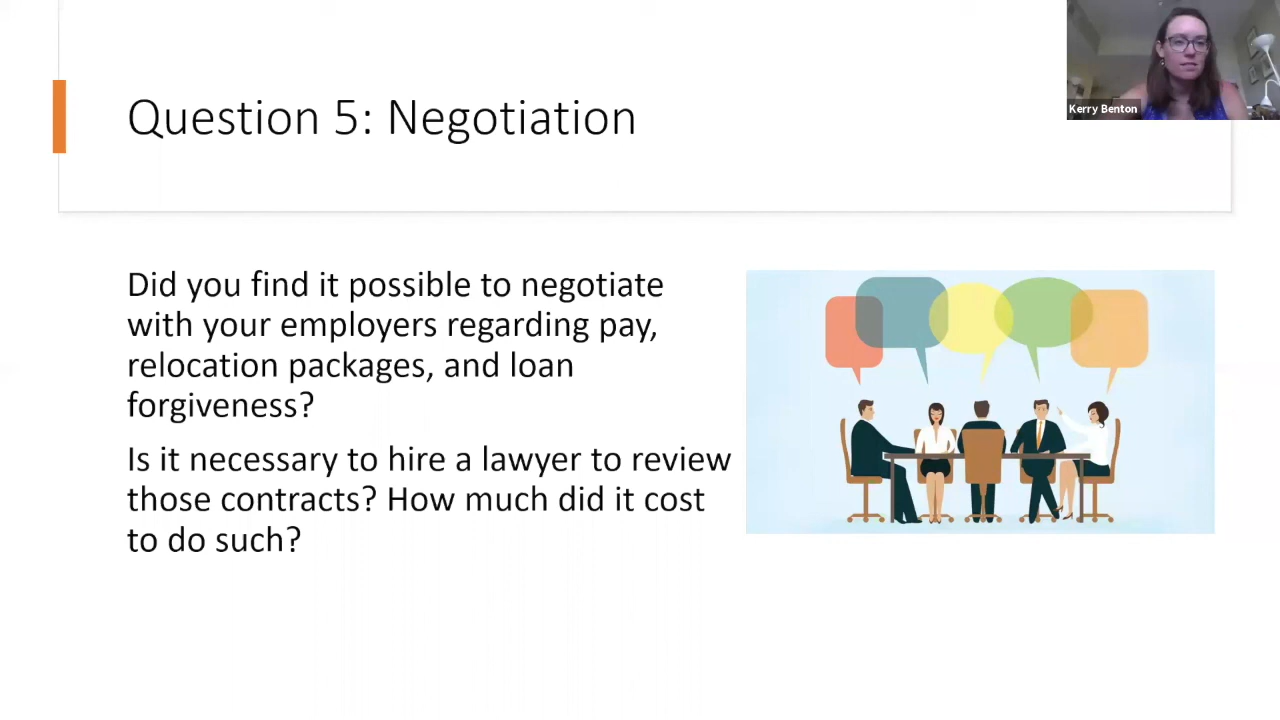 Question 5: Negotiation
Kerry Benton
Did you find it possible to negotiate
with your employers regarding pay,
relocation packages, and loan
forgiveness?
Is it necessary to hire a lawyer to review
those contracts? How much did it cost
to do such?